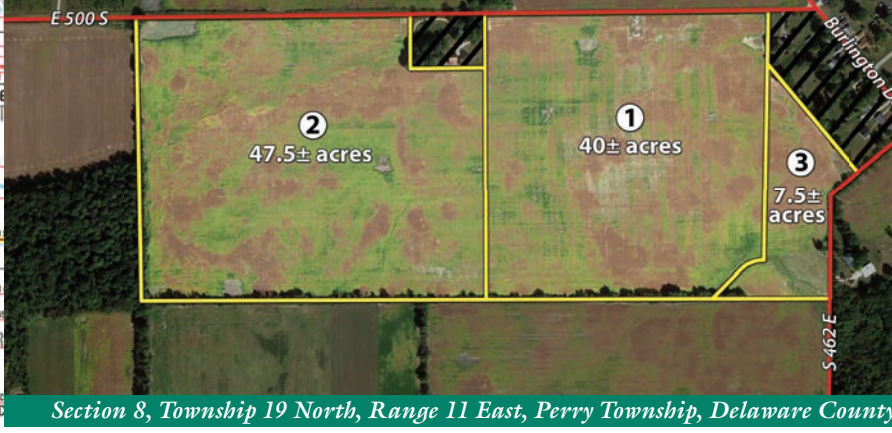 E 500 S
Burlington D
2
47.5± acres
1
40± acres
3
7.5±
acres
S 462 E
Section 8, Township 19 North, Range 11 East, Perry Township, Delaware County